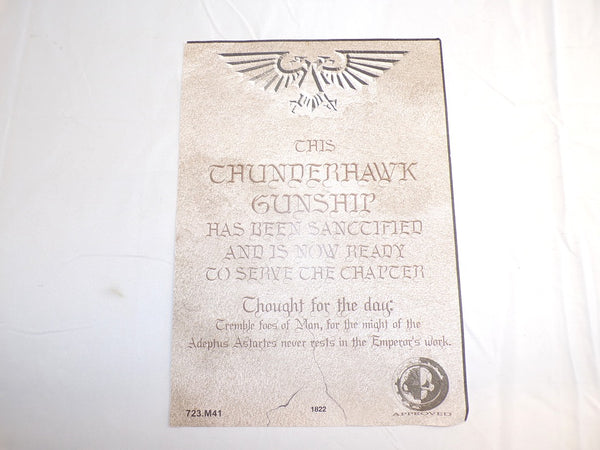 THIS
THUNDERHAWK
GUNSHIP
HAS BEEN SANCTIFIED
AND IS NOW READY
TO SERVE THE CHAPTER
Thought for the day:
Tremble foes of Man, for the might of the
Adeptus Astartes never rests in the Emperor's work.
APPROVED
723.M41
1822